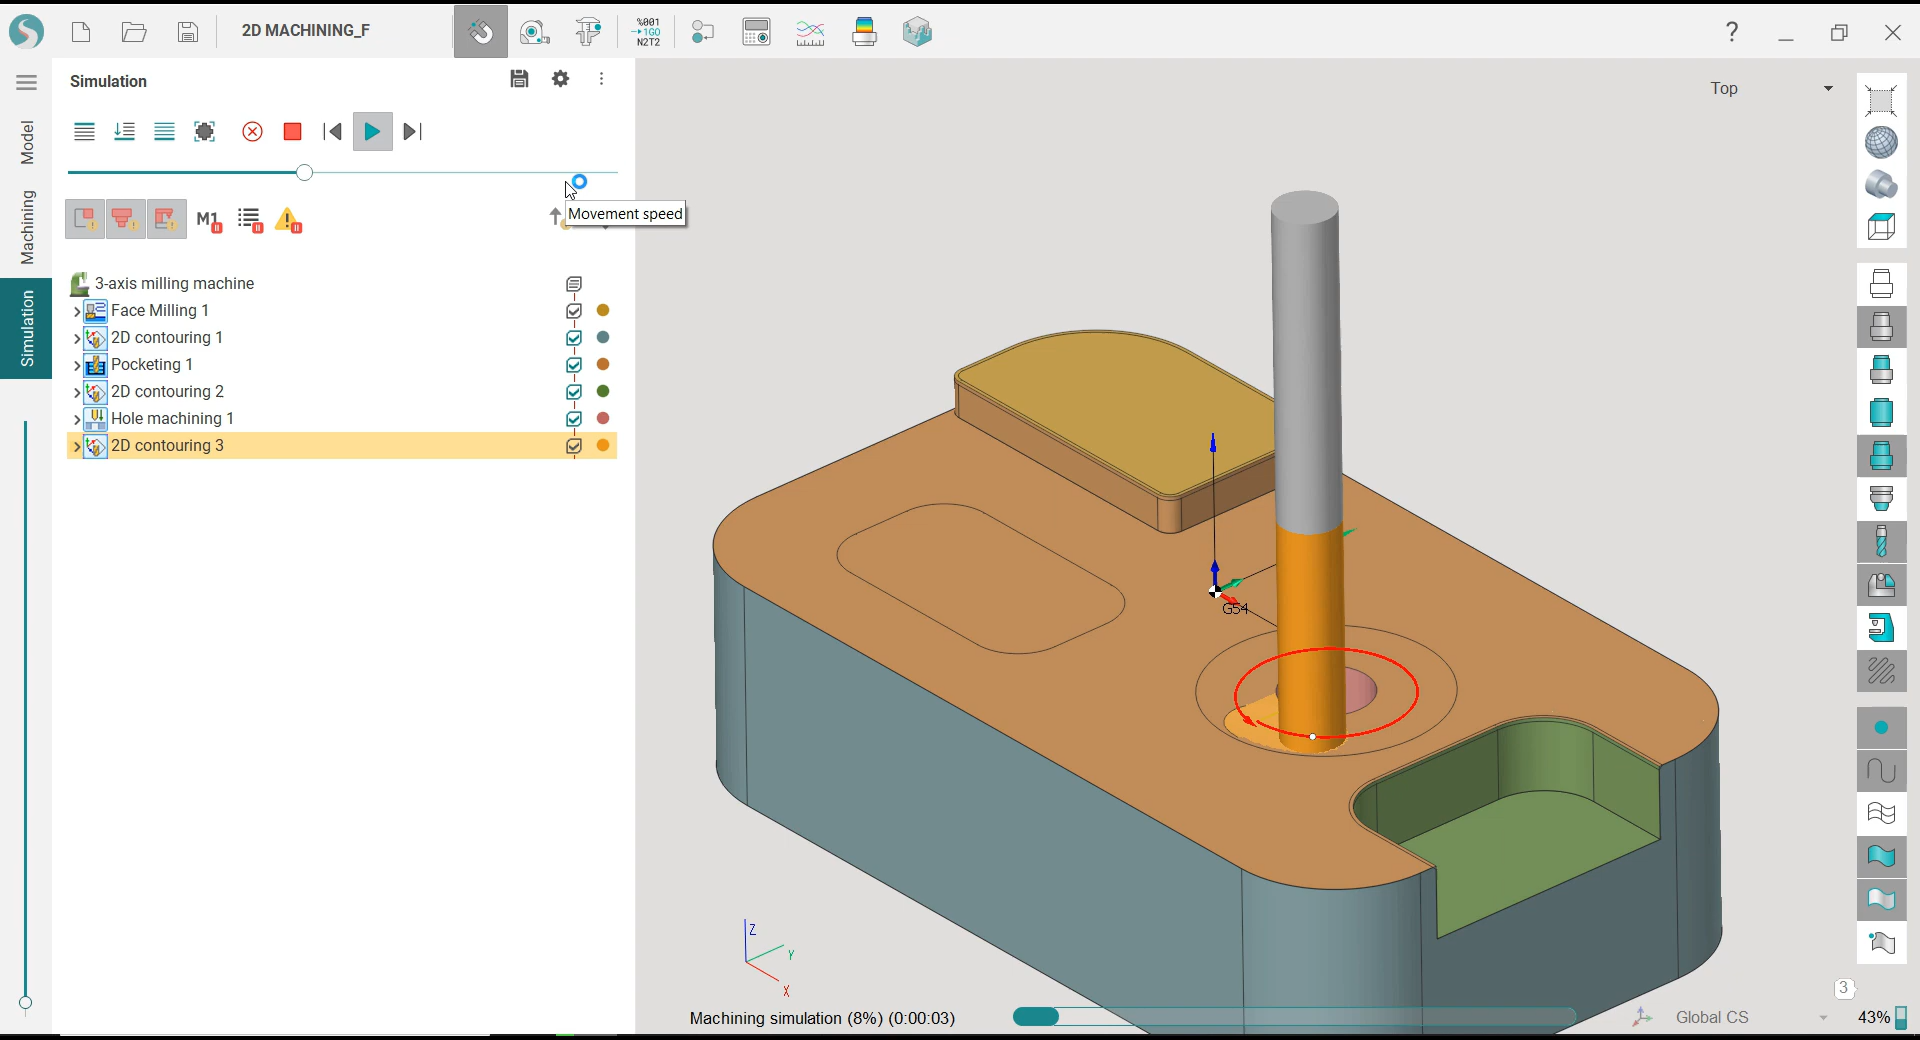 2D MACHINING_F
%001
1G0
N2T2
?
Simulation
Top
Model
Machining
Simulation
Movement speed
M1
3-axis milling machine
Face Milling 1
2D contouring 1
Pocketing 1
2D contouring 2
Hole machining 1
2D contouring 3
G54
Z
Y
X
3
Machining simulation (8%) (0:00:03)
Global CS
43%